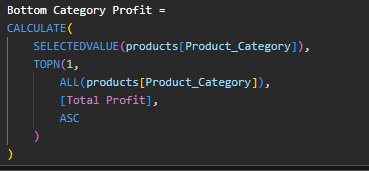 Bottom Category Profit =
CALCULATE(
    SELECTEDVALUE(products[Product_Category]),
    TOPN(1,
        ALL(products[Product_Category]),
        [Total Profit],
        ASC
    )
)